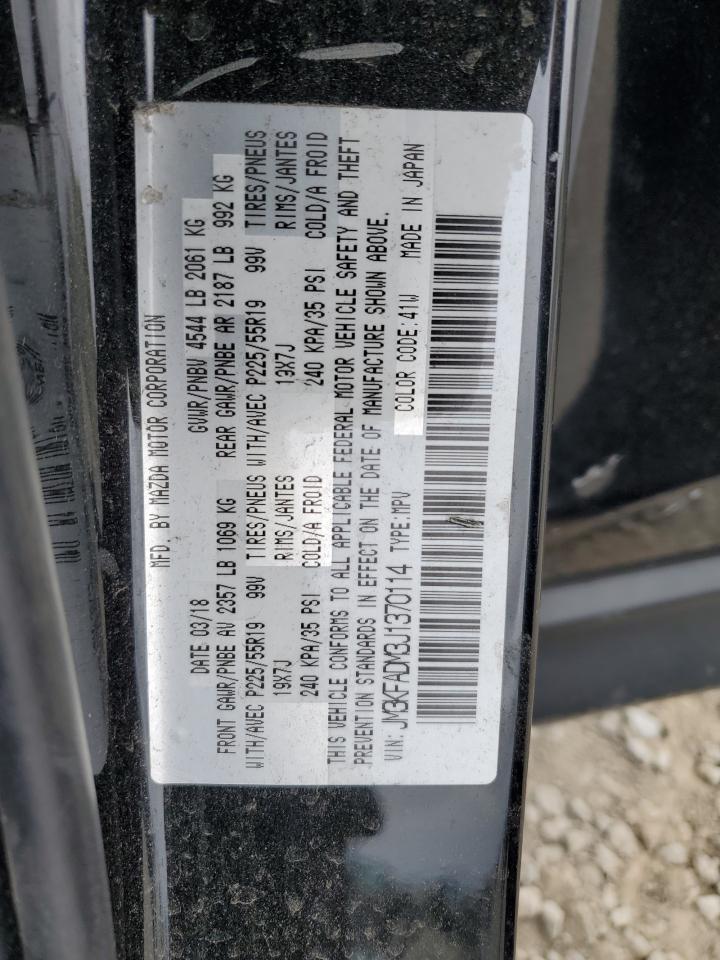 MFD BY MAZDA MOTOR CORPORATION
DATE 03/18 GVWR/PNBV 4544 LB 2061 KG
FRONT GAWR/PNBE AV 2357 LB 1069 KG REAR GAWR/PNBE AR 2187 LB 992 KG
WITH/AVEC P225/55R19 99V TIRES/PNEUS WITH/AVEC P225/55R19 99V TIRES/PNEUS
19X7J RIMS/JANTES 19X7J RIMS/JANTES
240 KPA/35 PSI COLD/A FROID 240 KPA/35 PSI COLD/A FROID
THIS VEHICLE CONFORMS TO ALL APPLICABLE FEDERAL MOTOR VEHICLE SAFETY AND THEFT
PREVENTION STANDARDS IN EFFECT ON THE DATE OF MANUFACTURE SHOWN ABOVE.
VIN: JM3KFADM3J1370114 TYPE:MPV COLOR CODE:41W MADE IN JAPAN